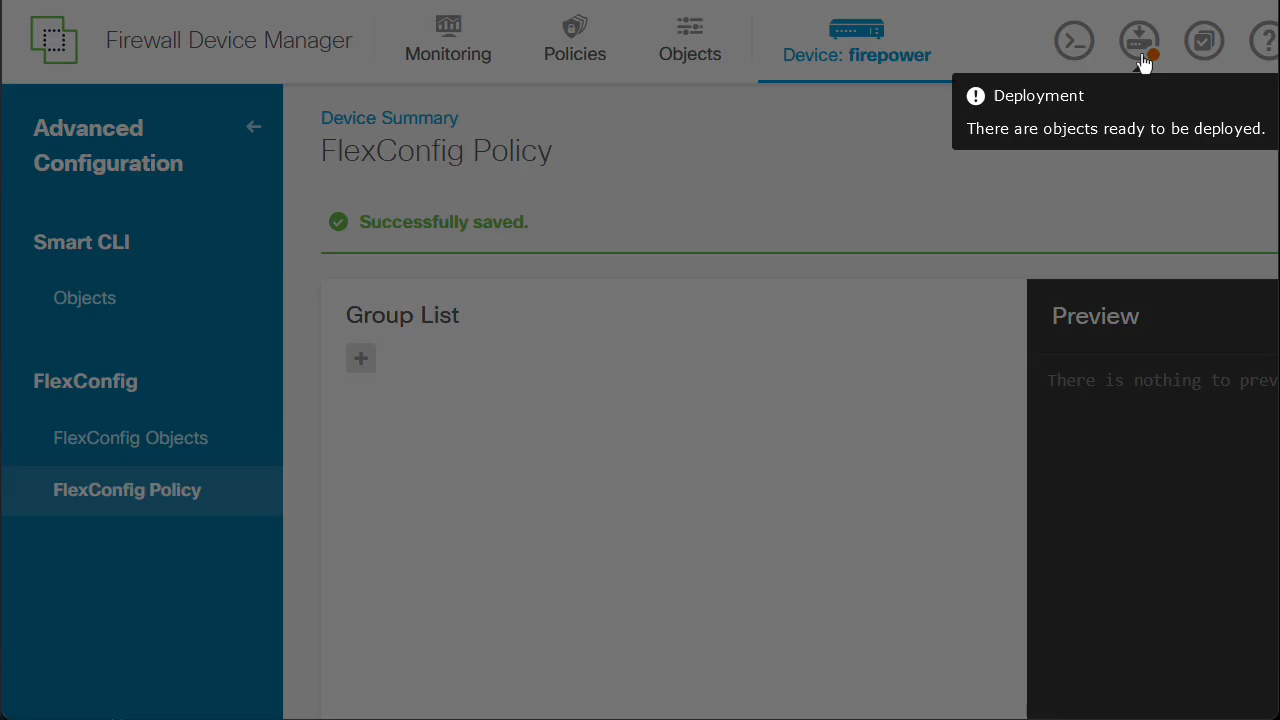 Firewall Device Manager
Monitoring
Policies
Objects
Device: firepower
Deployment
There are objects ready to be deployed.
Advanced
Configuration
Smart CLI
Objects
FlexConfig
FlexConfig Objects
FlexConfig Policy
Device Summary
FlexConfig Policy
Successfully saved.
Group List
Preview
There is nothing to prev